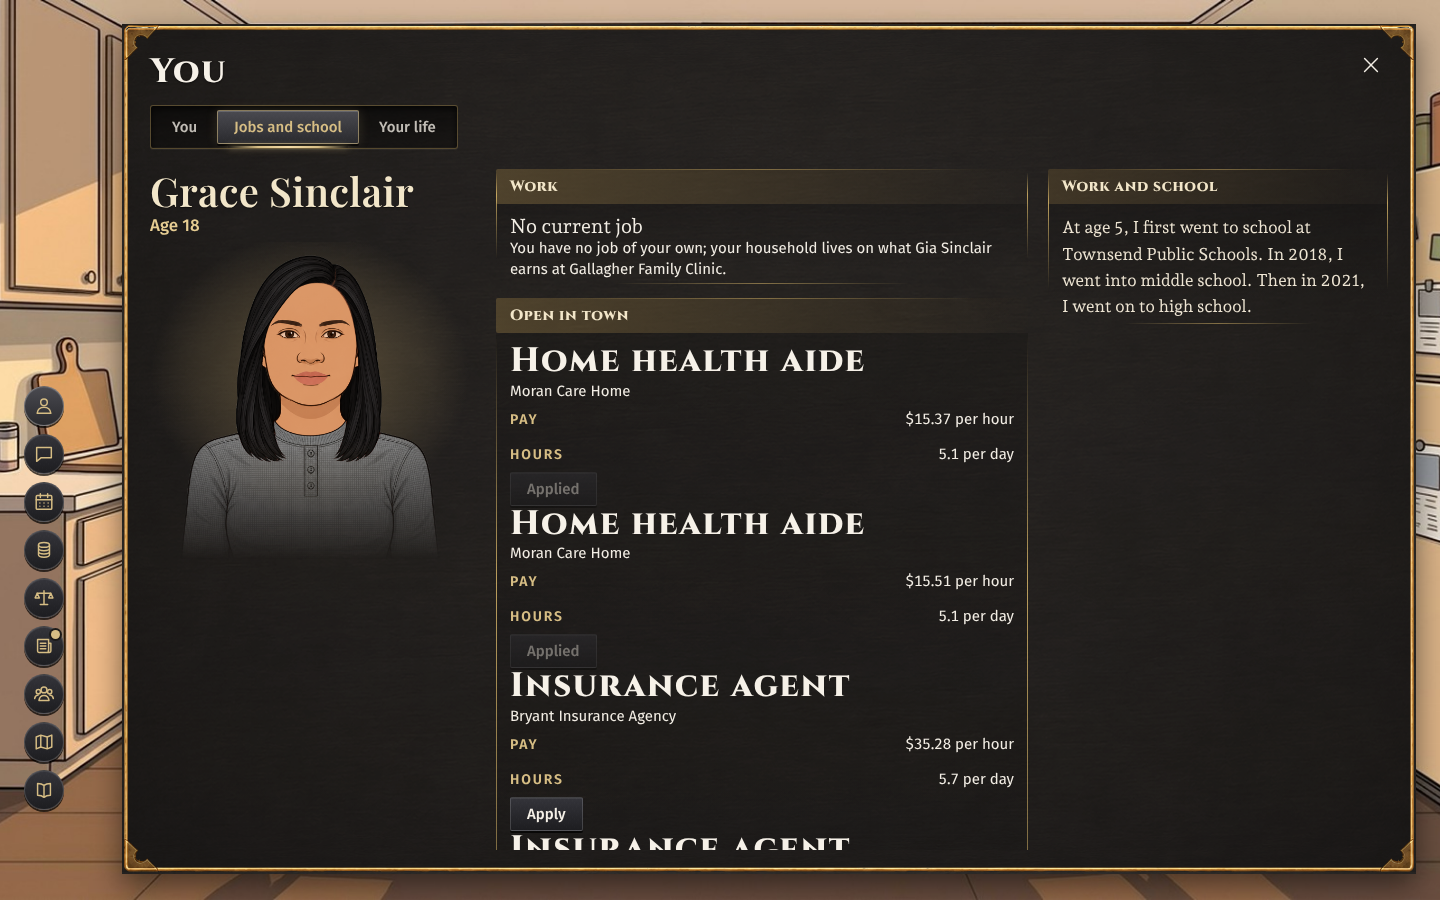 You
You
Jobs and school
Your life
Grace Sinclair
Age 18
Work
No current job
You have no job of your own; your household lives on what Gia Sinclair
earns at Gallagher Family Clinic.
Open in town
Home health aide
Moran Care Home
PAY
$15.37 per hour
HOURS
5.1 per day
Applied
Home health aide
Moran Care Home
PAY
$15.51 per hour
HOURS
5.1 per day
Applied
Insurance agent
Bryant Insurance Agency
PAY
$35.28 per hour
HOURS
5.7 per day
Apply
Insurance agent
Work and school
At age 5, I first went to school at
Townsend Public Schools. In 2018, I
went into middle school. Then in 2021,
I went on to high school.